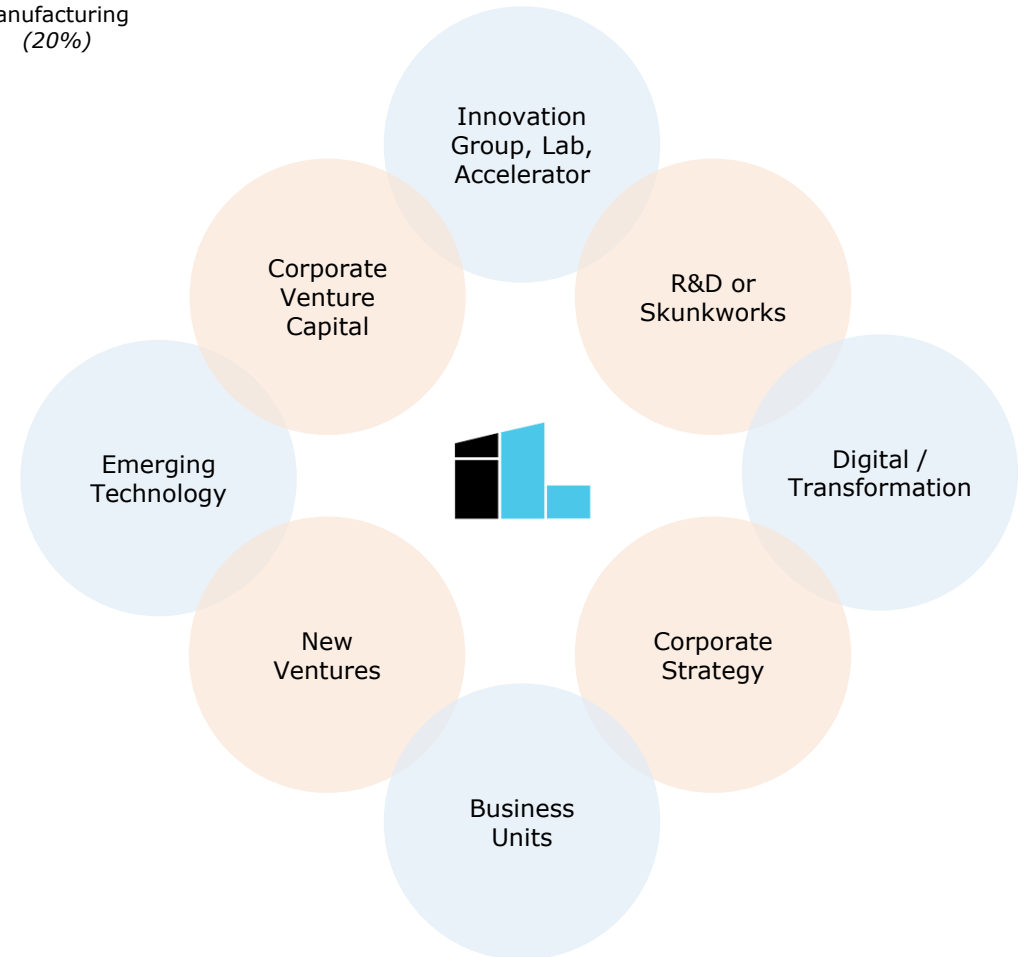 anufacturing
(20%)
Innovation
Group, Lab,
Accelerator
Corporate
Venture
Capital
R&D or
Skunkworks
Emerging
Technology
Digital /
Transformation
New
Ventures
Corporate
Strategy
Business
Units